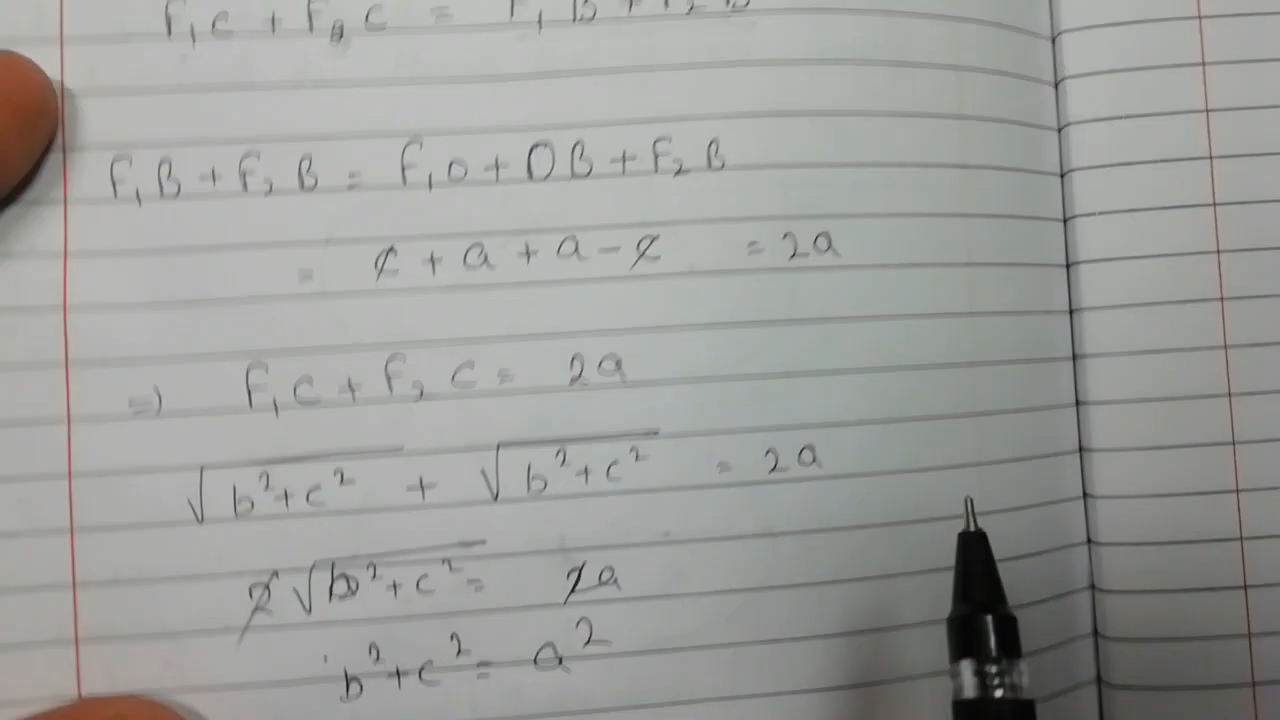 F₁C + F₂C = F₁B + F₂B
F₁B + F₂B = F₁O + OB + F₂B
= c + a + a - c = 2a
=) F₁C + F₂C = 2a
√b²+c² + √b²+c² = 2a
2√b²+c² = 2a
b²+c² = a²